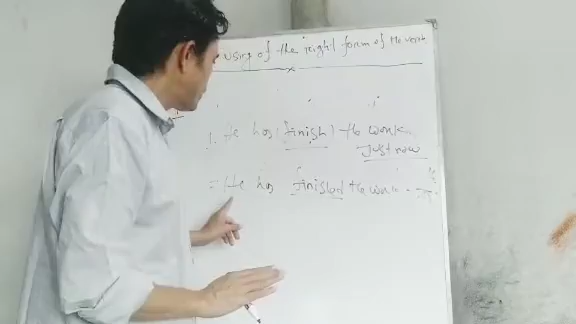 using of the right form of the verb
1. He has (finish) the work
Just now
= He has finished the work.